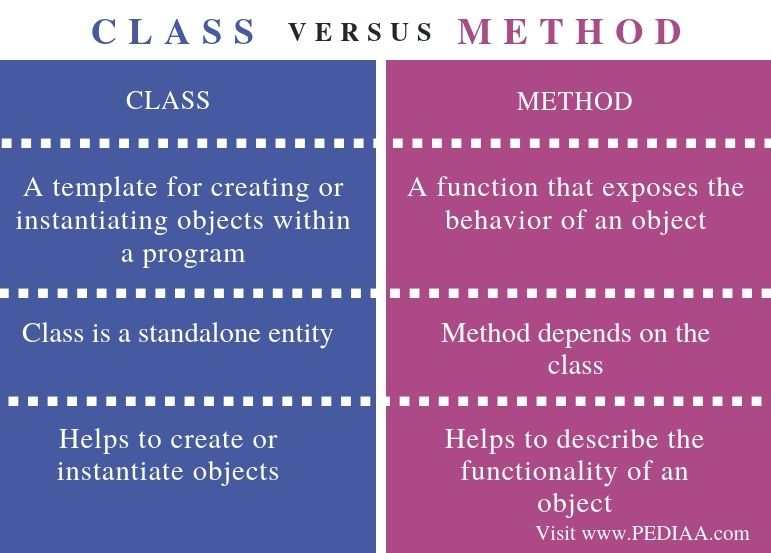 CLASS VERSUS METHOD
CLASS
A template for creating or
instantiating objects within
a program
Class is a standalone entity
Helps to create or
instantiate objects
METHOD
A function that exposes the
behavior of an object
Method depends on the
class
Helps to describe the
functionality of an
object
Visit www.PEDIAA.com